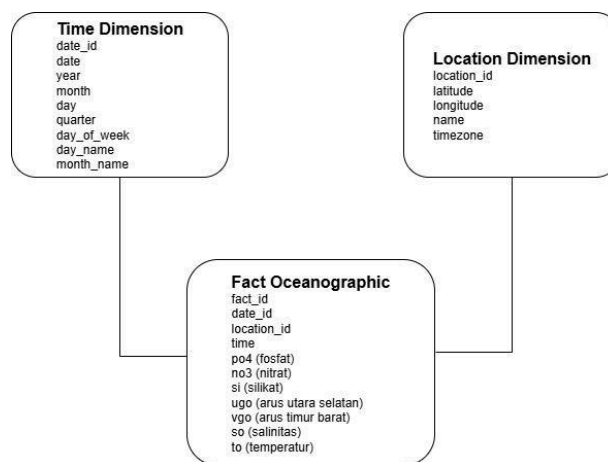 Time Dimension
date_id
date
year
month
day
quarter
day_of_week
day_name
month_name
Location Dimension
location_id
latitude
longitude
name
timezone
Fact Oceanographic
fact_id
date_id
location_id
time
po4 (fosfat)
no3 (nitrat)
si (silikat)
ugo (arus utara selatan)
vgo (arus timur barat)
so (salinitas)
to (temperatur)